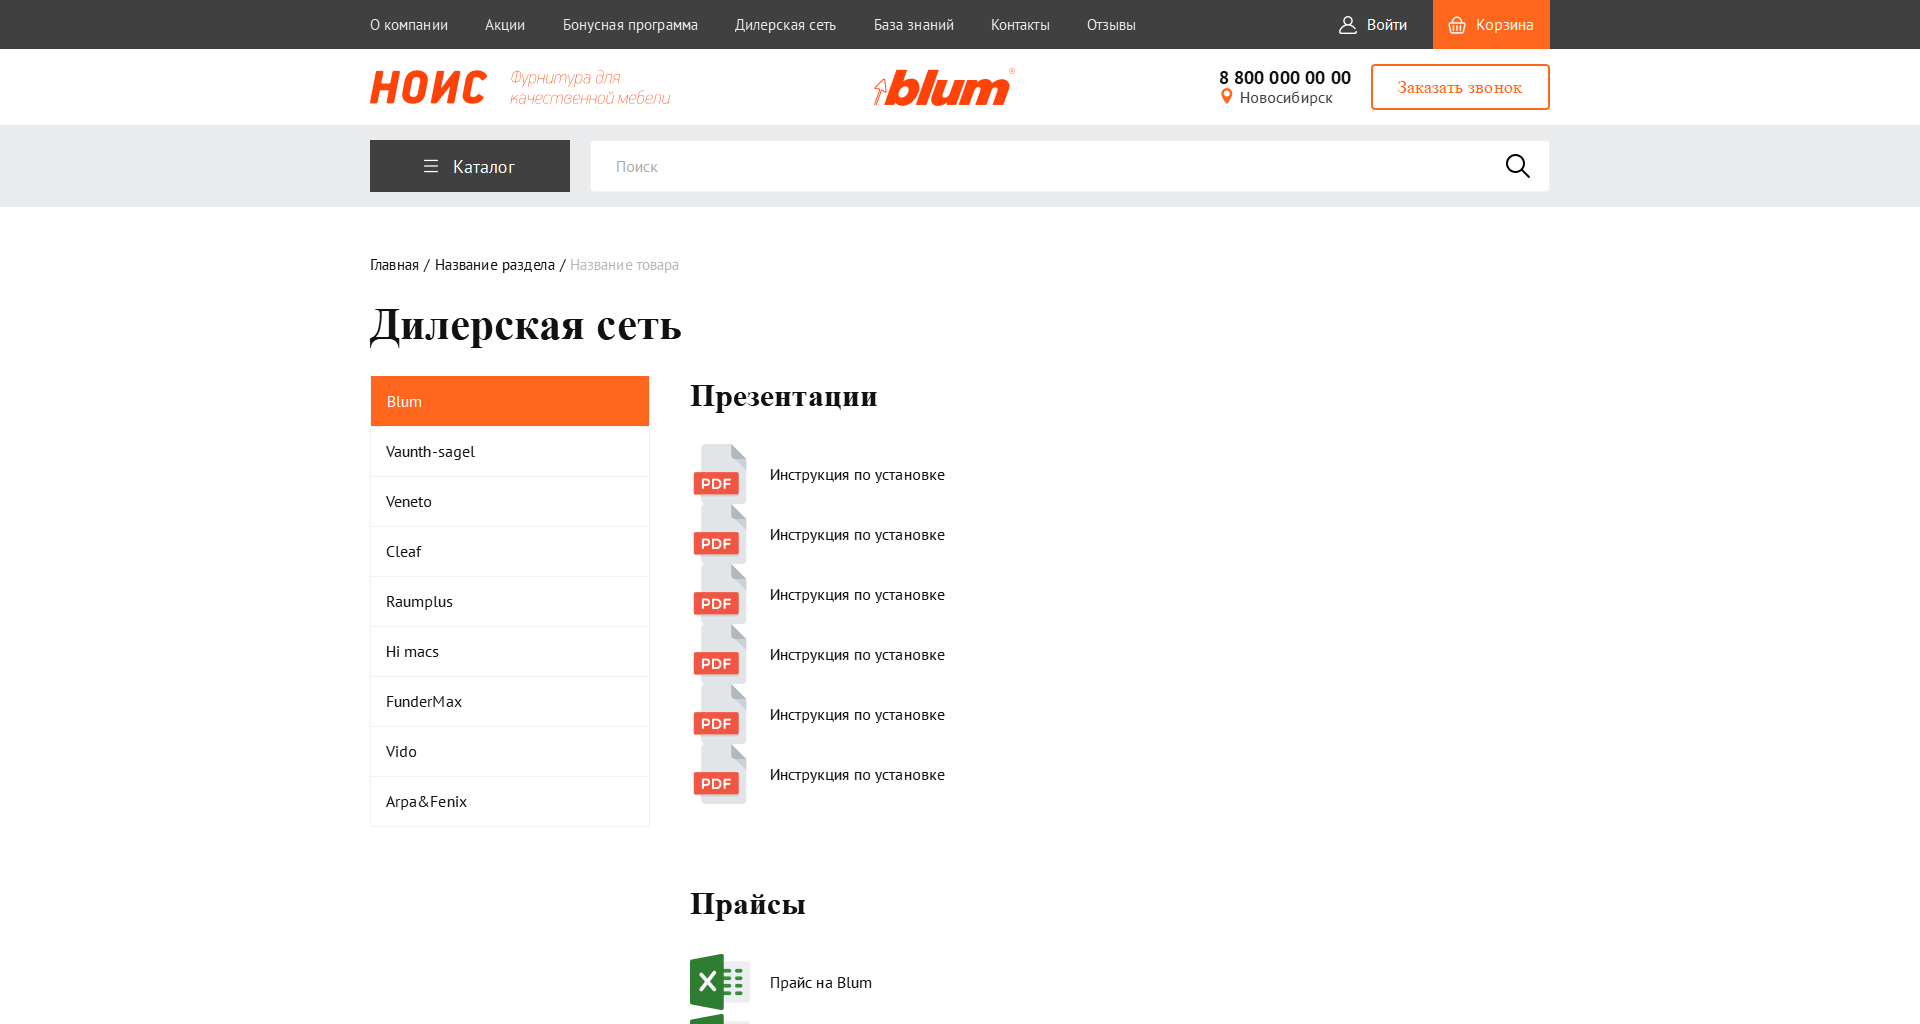 О компании
Акции
Бонусная программа
Дилерская сеть
База знаний
Контакты
Отзывы
Войти
Корзина
НОИС
Фурнитура для
качественной мебели
blum®
8 800 000 00 00
Новосибирск
Заказать звонок
Каталог
Поиск
Главная / Название раздела / Название товара
Дилерская сеть
Blum
Vaunth-sagel
Veneto
Cleaf
Raumplus
Hi macs
FunderMax
Vido
Arpa&Fenix
Презентации
PDF Инструкция по установке
PDF Инструкция по установке
PDF Инструкция по установке
PDF Инструкция по установке
PDF Инструкция по установке
PDF Инструкция по установке
Прайсы
X Прайс на Blum